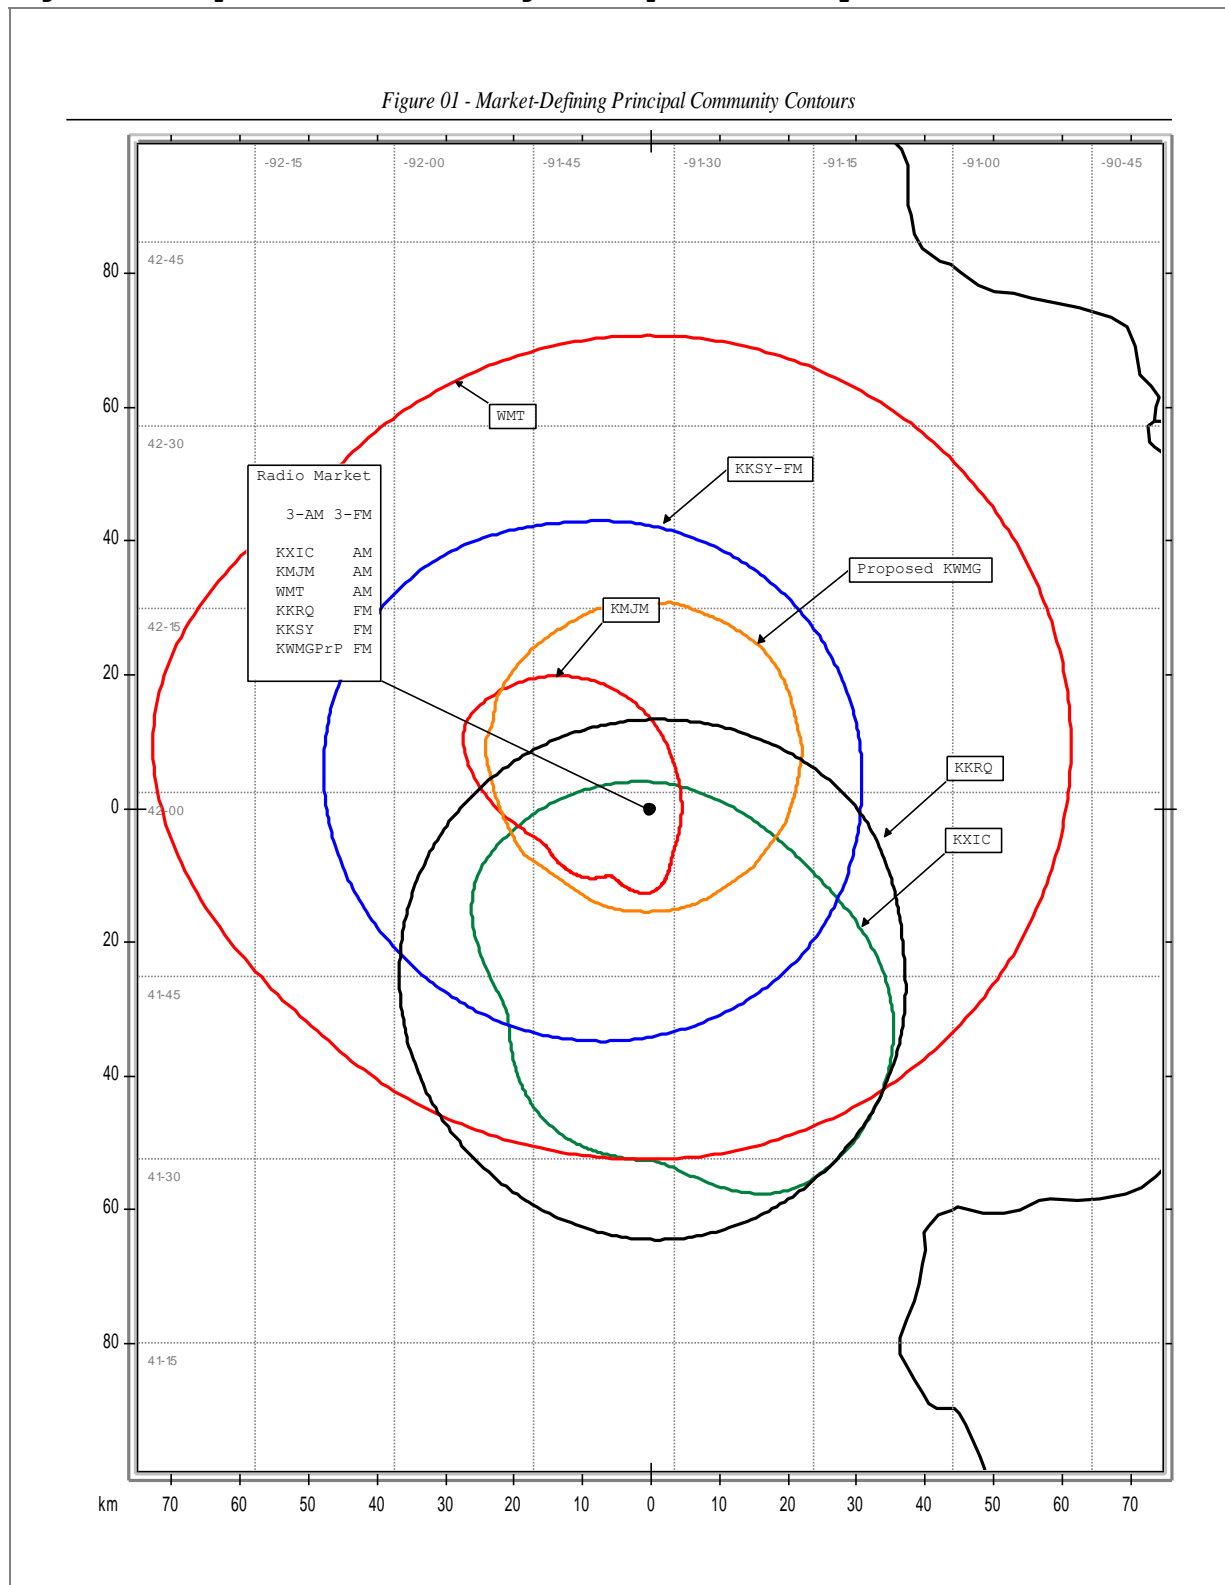 Figure 01 - Market-Defining Principal Community Contours
-92-15 -92-00 -91-45 -91-30 -91-15 -91-00 -90-45
42-45
80
60
WMT
42-30
KKSY-FM
Radio Market
3-AM 3-FM
40
KXIC AM
KMJM AM
WMT AM
KKRQ FM
KKSY FM
KWMGPrP FM
Proposed KWMG
KMJM
42-15
20
KKRQ
0
42-00
KXIC
20
41-45
40
41-30
60
80
41-15
km 70 60 50 40 30 20 10 0 10 20 30 40 50 60 70